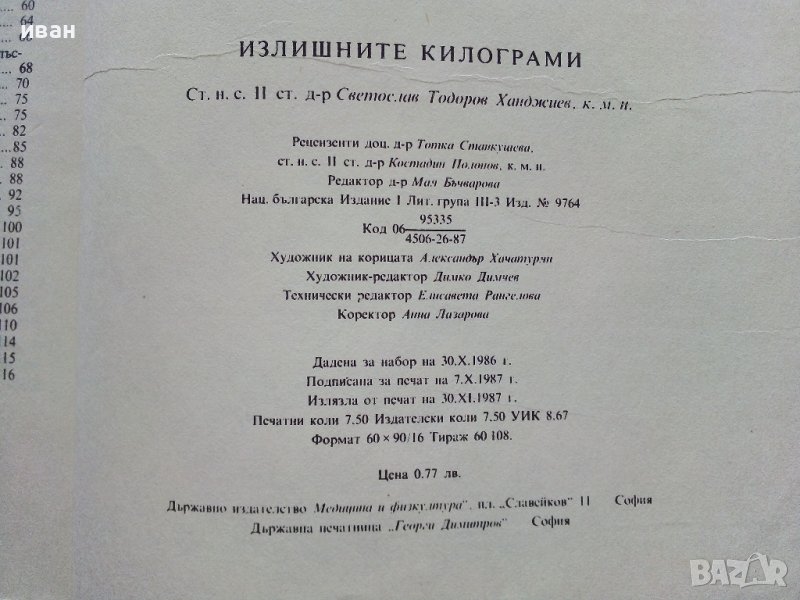 иван
60
64
66
тъс-
68
70
75
75
82
85
88
88
92
95
100
101
101
102
105
106
110
14
15
16
ИЗЛИШНИТЕ КИЛОГРАМИ
Ст. н. с. II ст. д-р Светослав Тодоров Ханджиев, к. м. н.
Рецензенти доц. д-р Тотка Станкушева,
ст. н. с. II ст. д-р Костадин Полонов, к. м. н.
Редактор д-р Мая Бъчварова
Нац. българска Издание I Лит. група III-3 Изд. № 9764
95335
Код 06
4506-26-87
Художник на корицата Александър Хачатурян
Художник-редактор Димко Димчев
Технически редактор Елисавета Рангелова
Коректор Анна Лазарова
Дадена за набор на 30.X.1986 г.
Подписана за печат на 7.X.1987 г.
Излязла от печат на 30.XI.1987 г.
Печатни коли 7.50 Издателски коли 7.50 УИК 8.67
Формат 60 × 90/16 Тираж 60 108.
Цена 0.77 лв.
Държавно издателство Медицина и физкултура", пл. „Славейков" 11 София
Държавна печатница „Георги Димитров" София
BAZAR